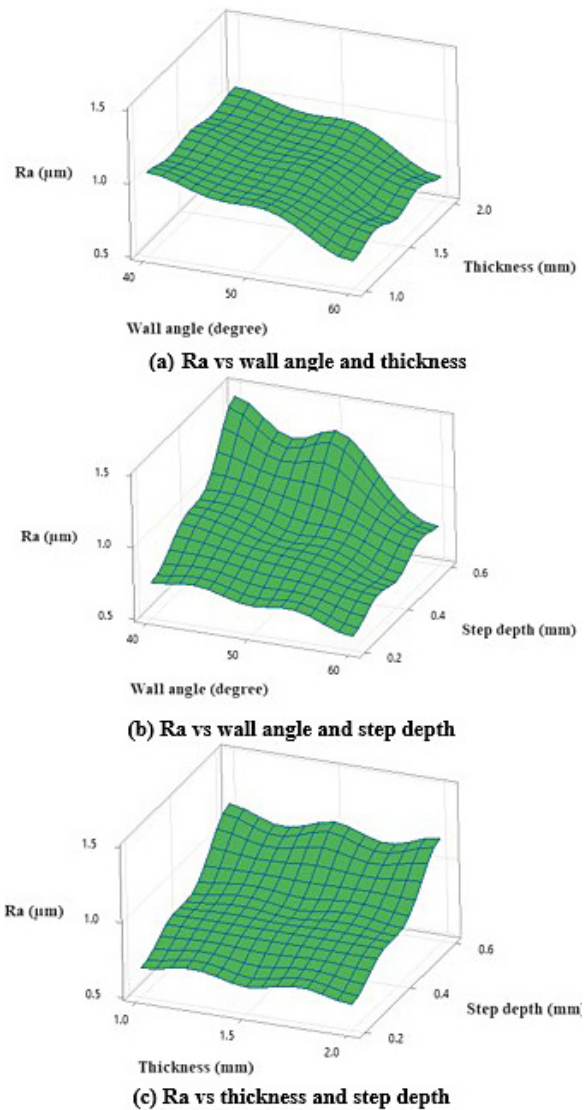 1.5
Ra (µm)
1.0
2.0
0.5
1.5
Thickness (mm)
40
1.0
50
60
Wall angle (degree)
(a) Ra vs wall angle and thickness
1.5
Ra (µm)
1.0
0.6
0.5
0.4
Step depth (mm)
40
0.2
50
60
Wall angle (degree)
(b) Ra vs wall angle and step depth
1.5
Ra (µm)
1.0
0.6
0.5
0.4
Step depth (mm)
1.0
0.2
1.5
2.0
Thickness (mm)
(c) Ra vs thickness and step depth